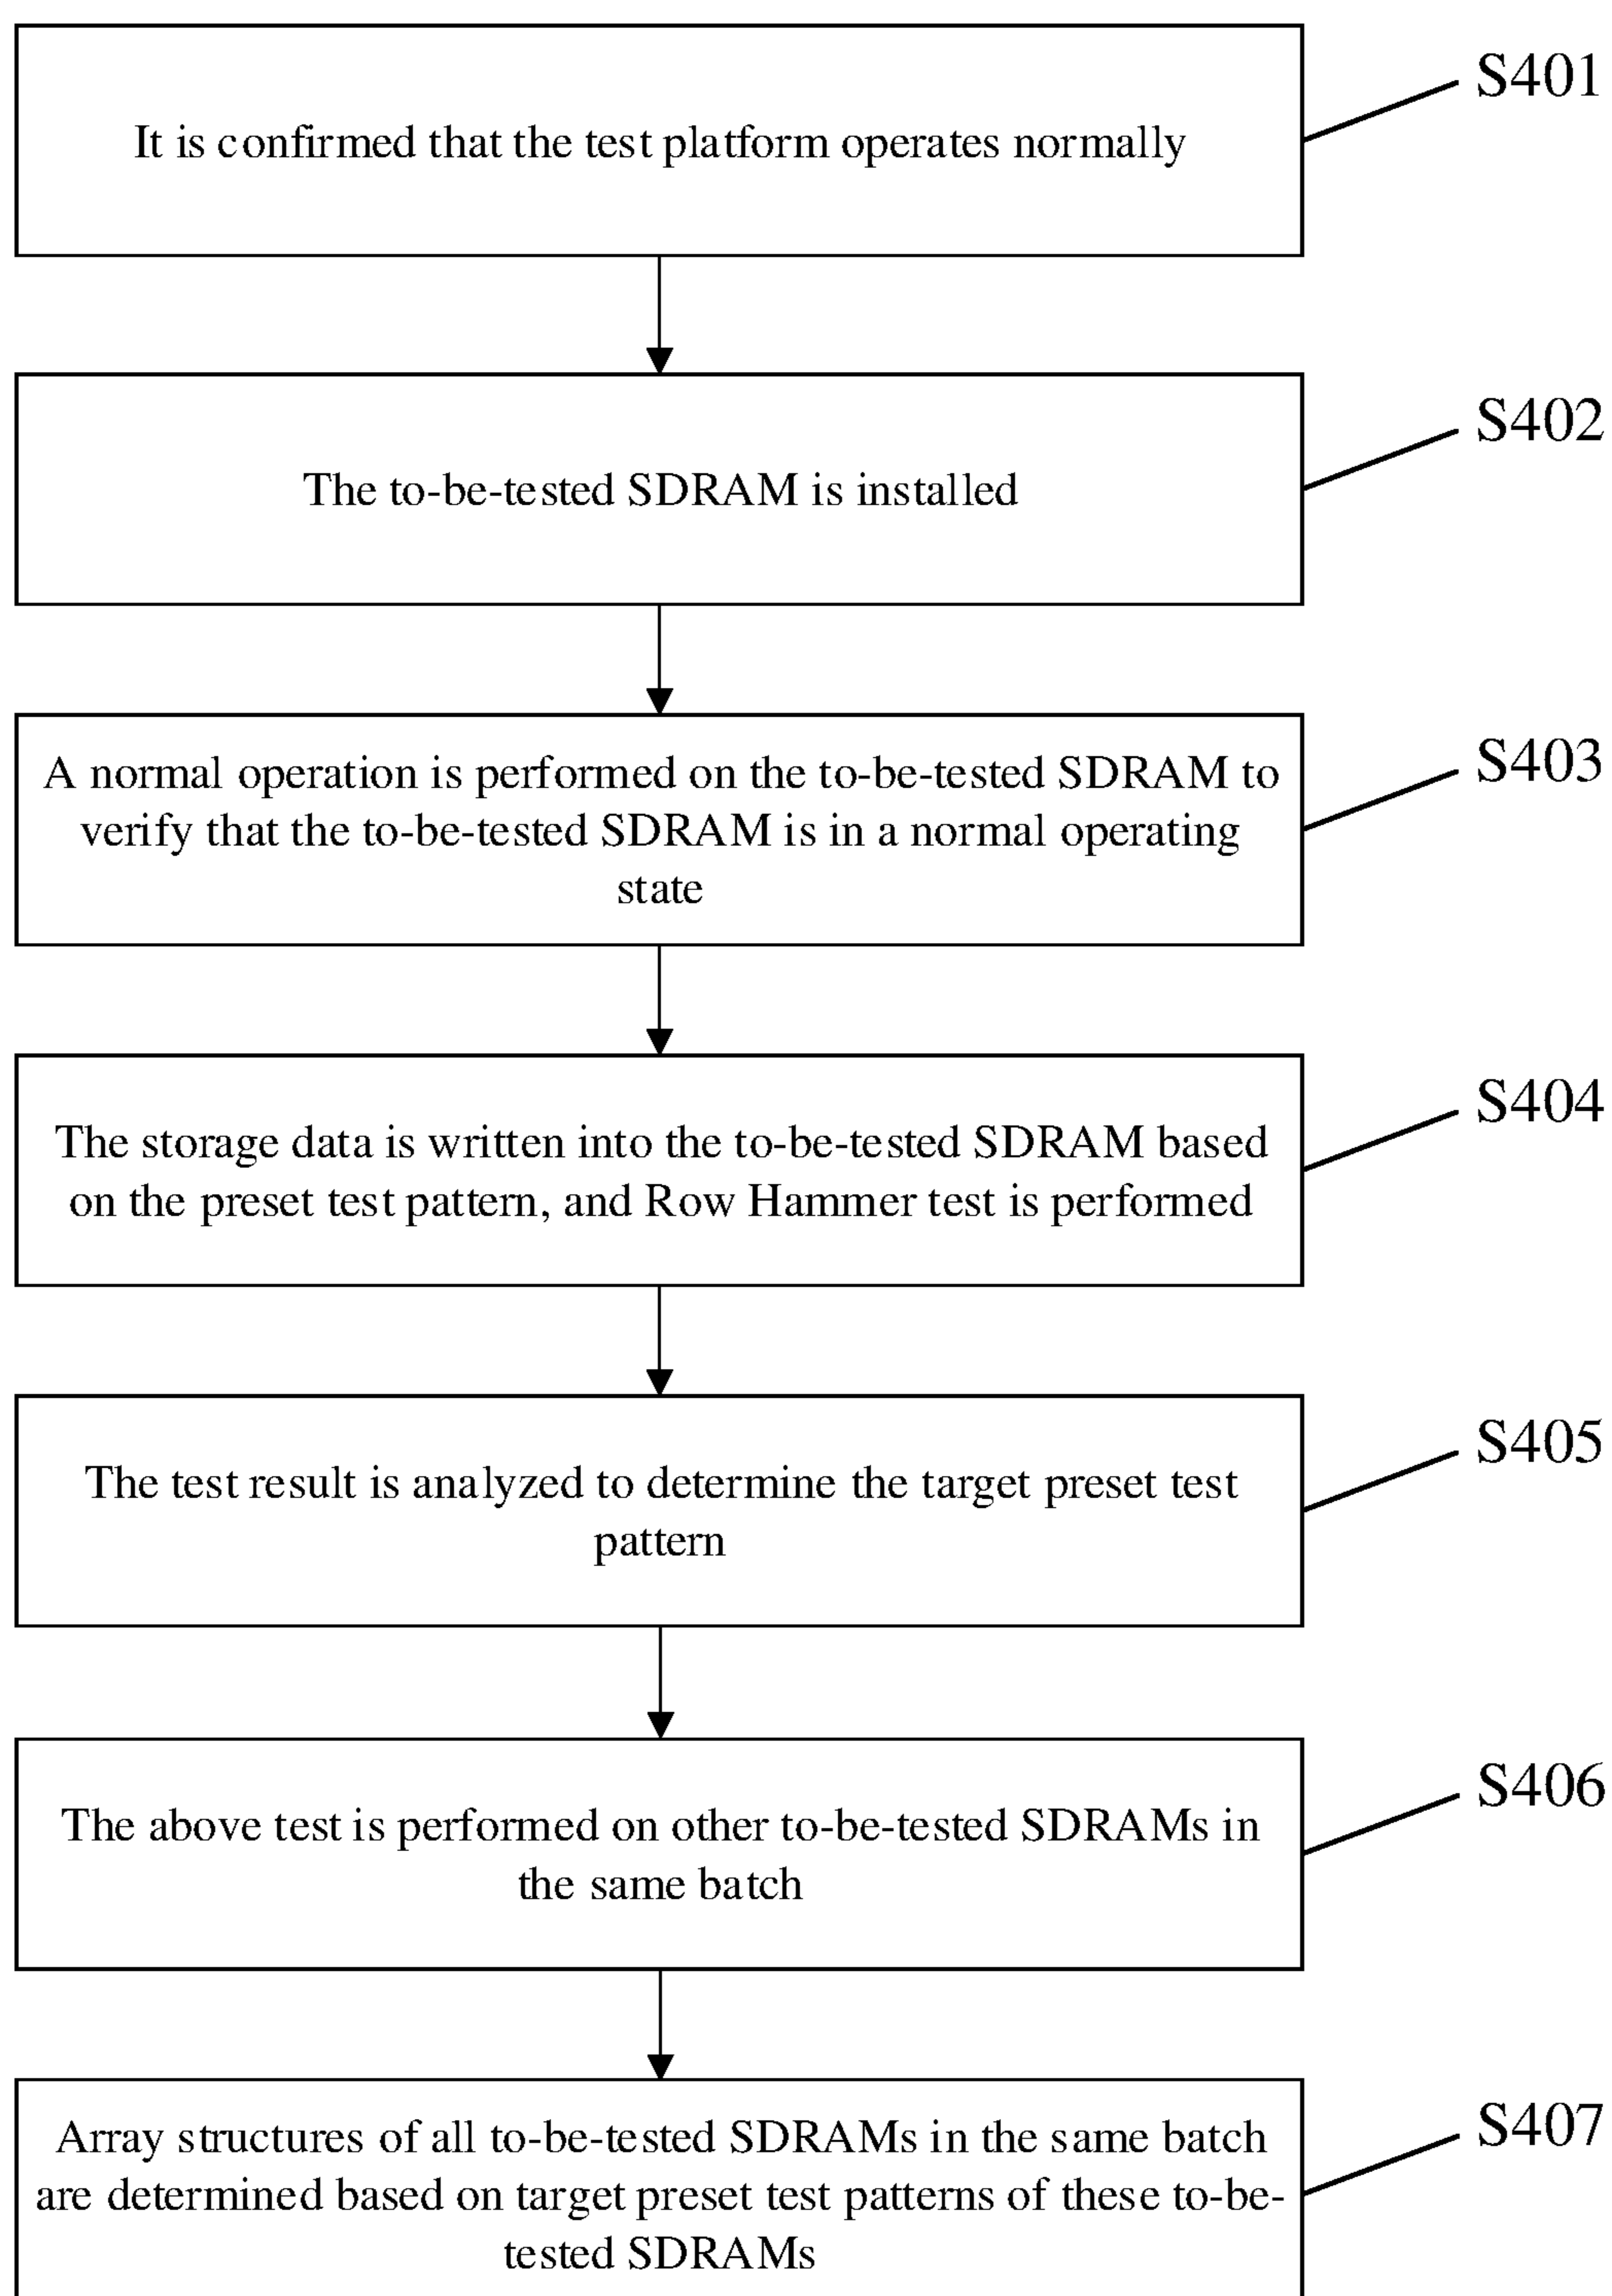 S401
It is confirmed that the test platform operates normally
S402
The to-be-tested SDRAM is installed
S403
A normal operation is performed on the to-be-tested SDRAM to
verify that the to-be-tested SDRAM is in a normal operating
state
S404
The storage data is written into the to-be-tested SDRAM based
on the preset test pattern, and Row Hammer test is performed
S405
The test result is analyzed to determine the target preset test
pattern
S406
The above test is performed on other to-be-tested SDRAMs in
the same batch
S407
Array structures of all to-be-tested SDRAMs in the same batch
are determined based on target preset test patterns of these to-be-
tested SDRAMs